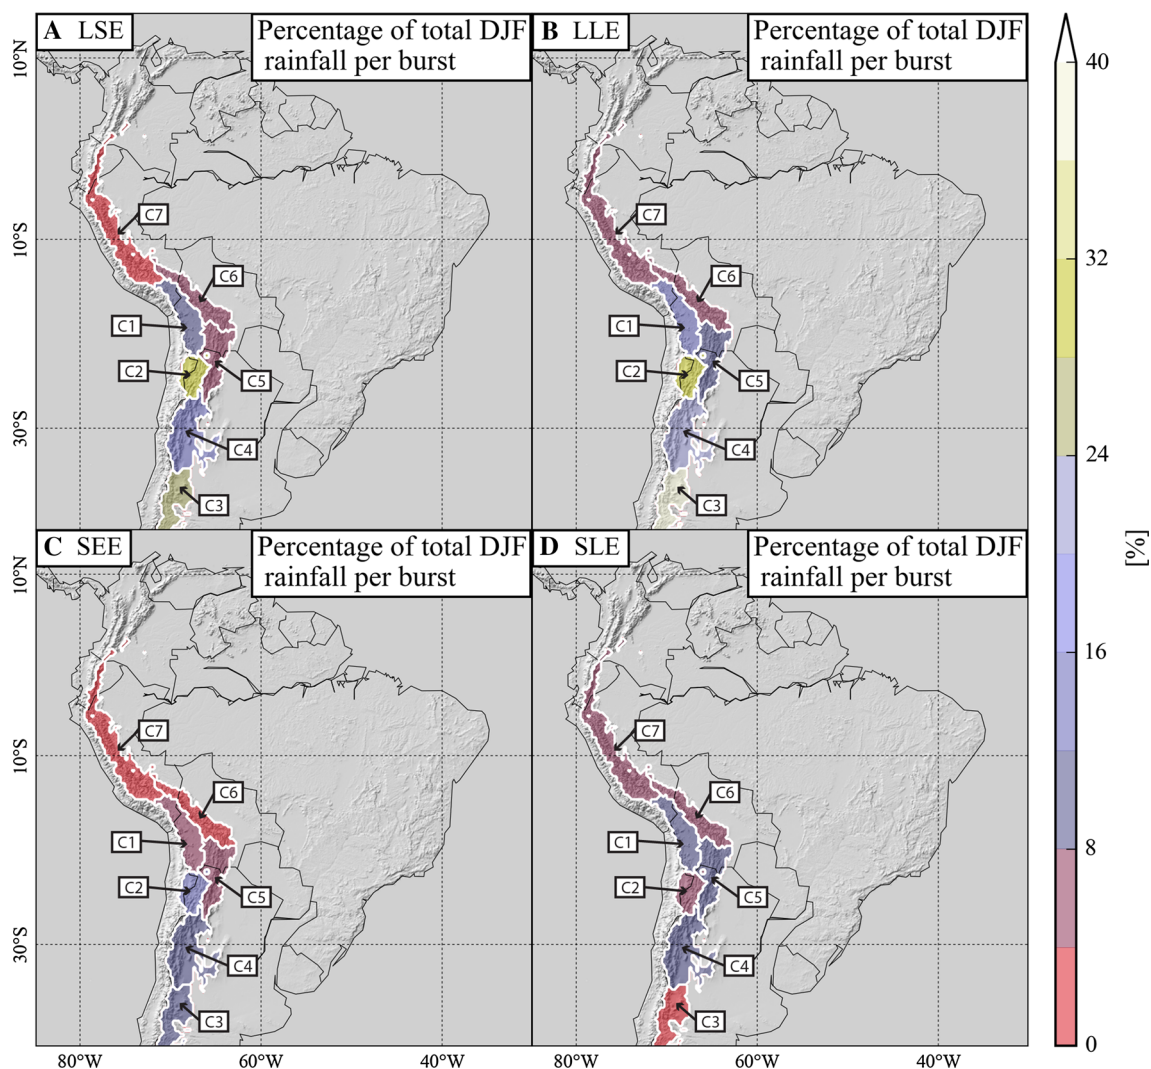 A LSE
Percentage of total DJF
rainfall per burst
B LLE
Percentage of total DJF
rainfall per burst
10°N
10°S
30°S
C7
C6
C1
C2
C5
C4
C3
C7
C6
C1
C2
C5
C4
C3
C SEE
Percentage of total DJF
rainfall per burst
D SLE
Percentage of total DJF
rainfall per burst
10°N
10°S
30°S
C7
C6
C1
C2
C5
C4
C3
C7
C6
C1
C2
C5
C4
C3
80°W
60°W
40°W
80°W
60°W
40°W
40
32
24
16
8
0
[%]